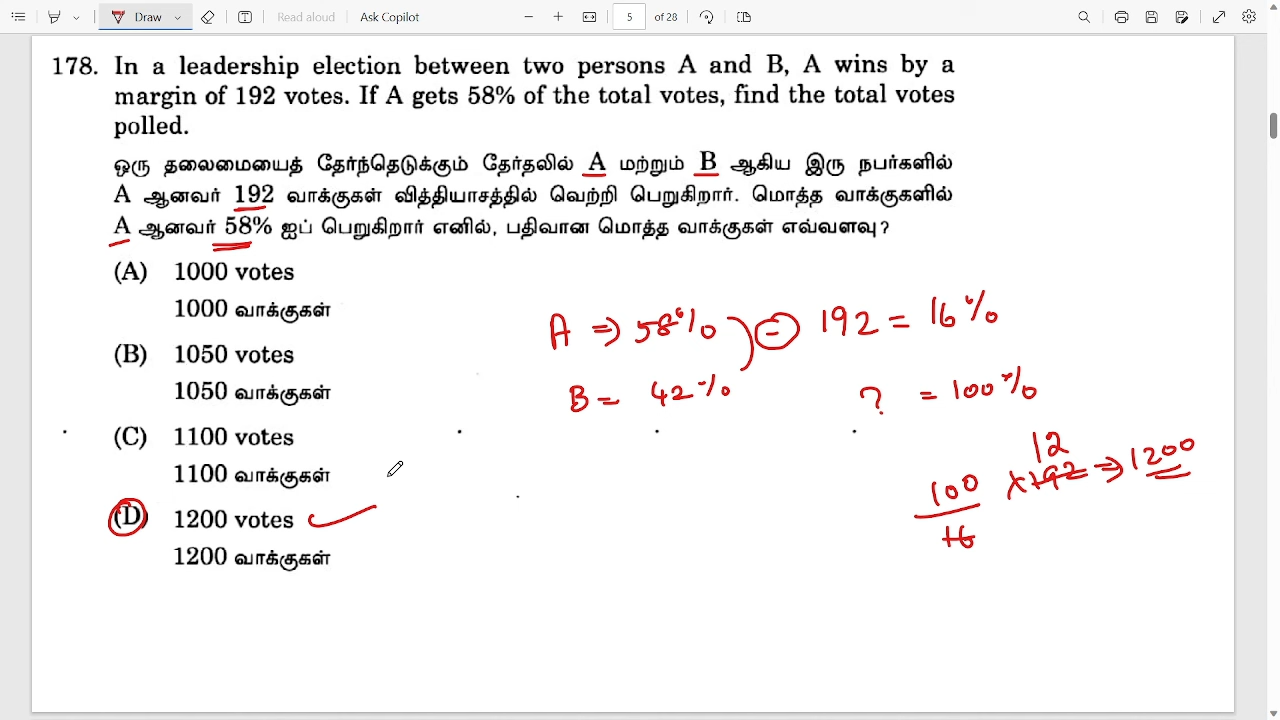 Draw
Read aloud
Ask Copilot
5
of 28
178. In a leadership election between two persons A and B, A wins by a
margin of 192 votes. If A gets 58% of the total votes, find the total votes
polled.
ஒரு தலைமையைத் தேர்ந்தெடுக்கும் தேர்தலில் A மற்றும் B ஆகிய இரு நபர்களில்
A ஆனவர் 192 வாக்குகள் வித்தியாசத்தில் வெற்றி பெறுகிறார். மொத்த வாக்குகளில்
A ஆனவர் 58% ஐப் பெறுகிறார் எனில், பதிவான மொத்த வாக்குகள் எவ்வளவு?
(A) 1000 votes
1000 வாக்குகள்
(B) 1050 votes
1050 வாக்குகள்
(C) 1100 votes
1100 வாக்குகள்
(D) 1200 votes
1200 வாக்குகள்
A ⇒ 58% - 192 = 16%
B = 42% ? = 100%
12
100 × 192 ⇒ 1200
16